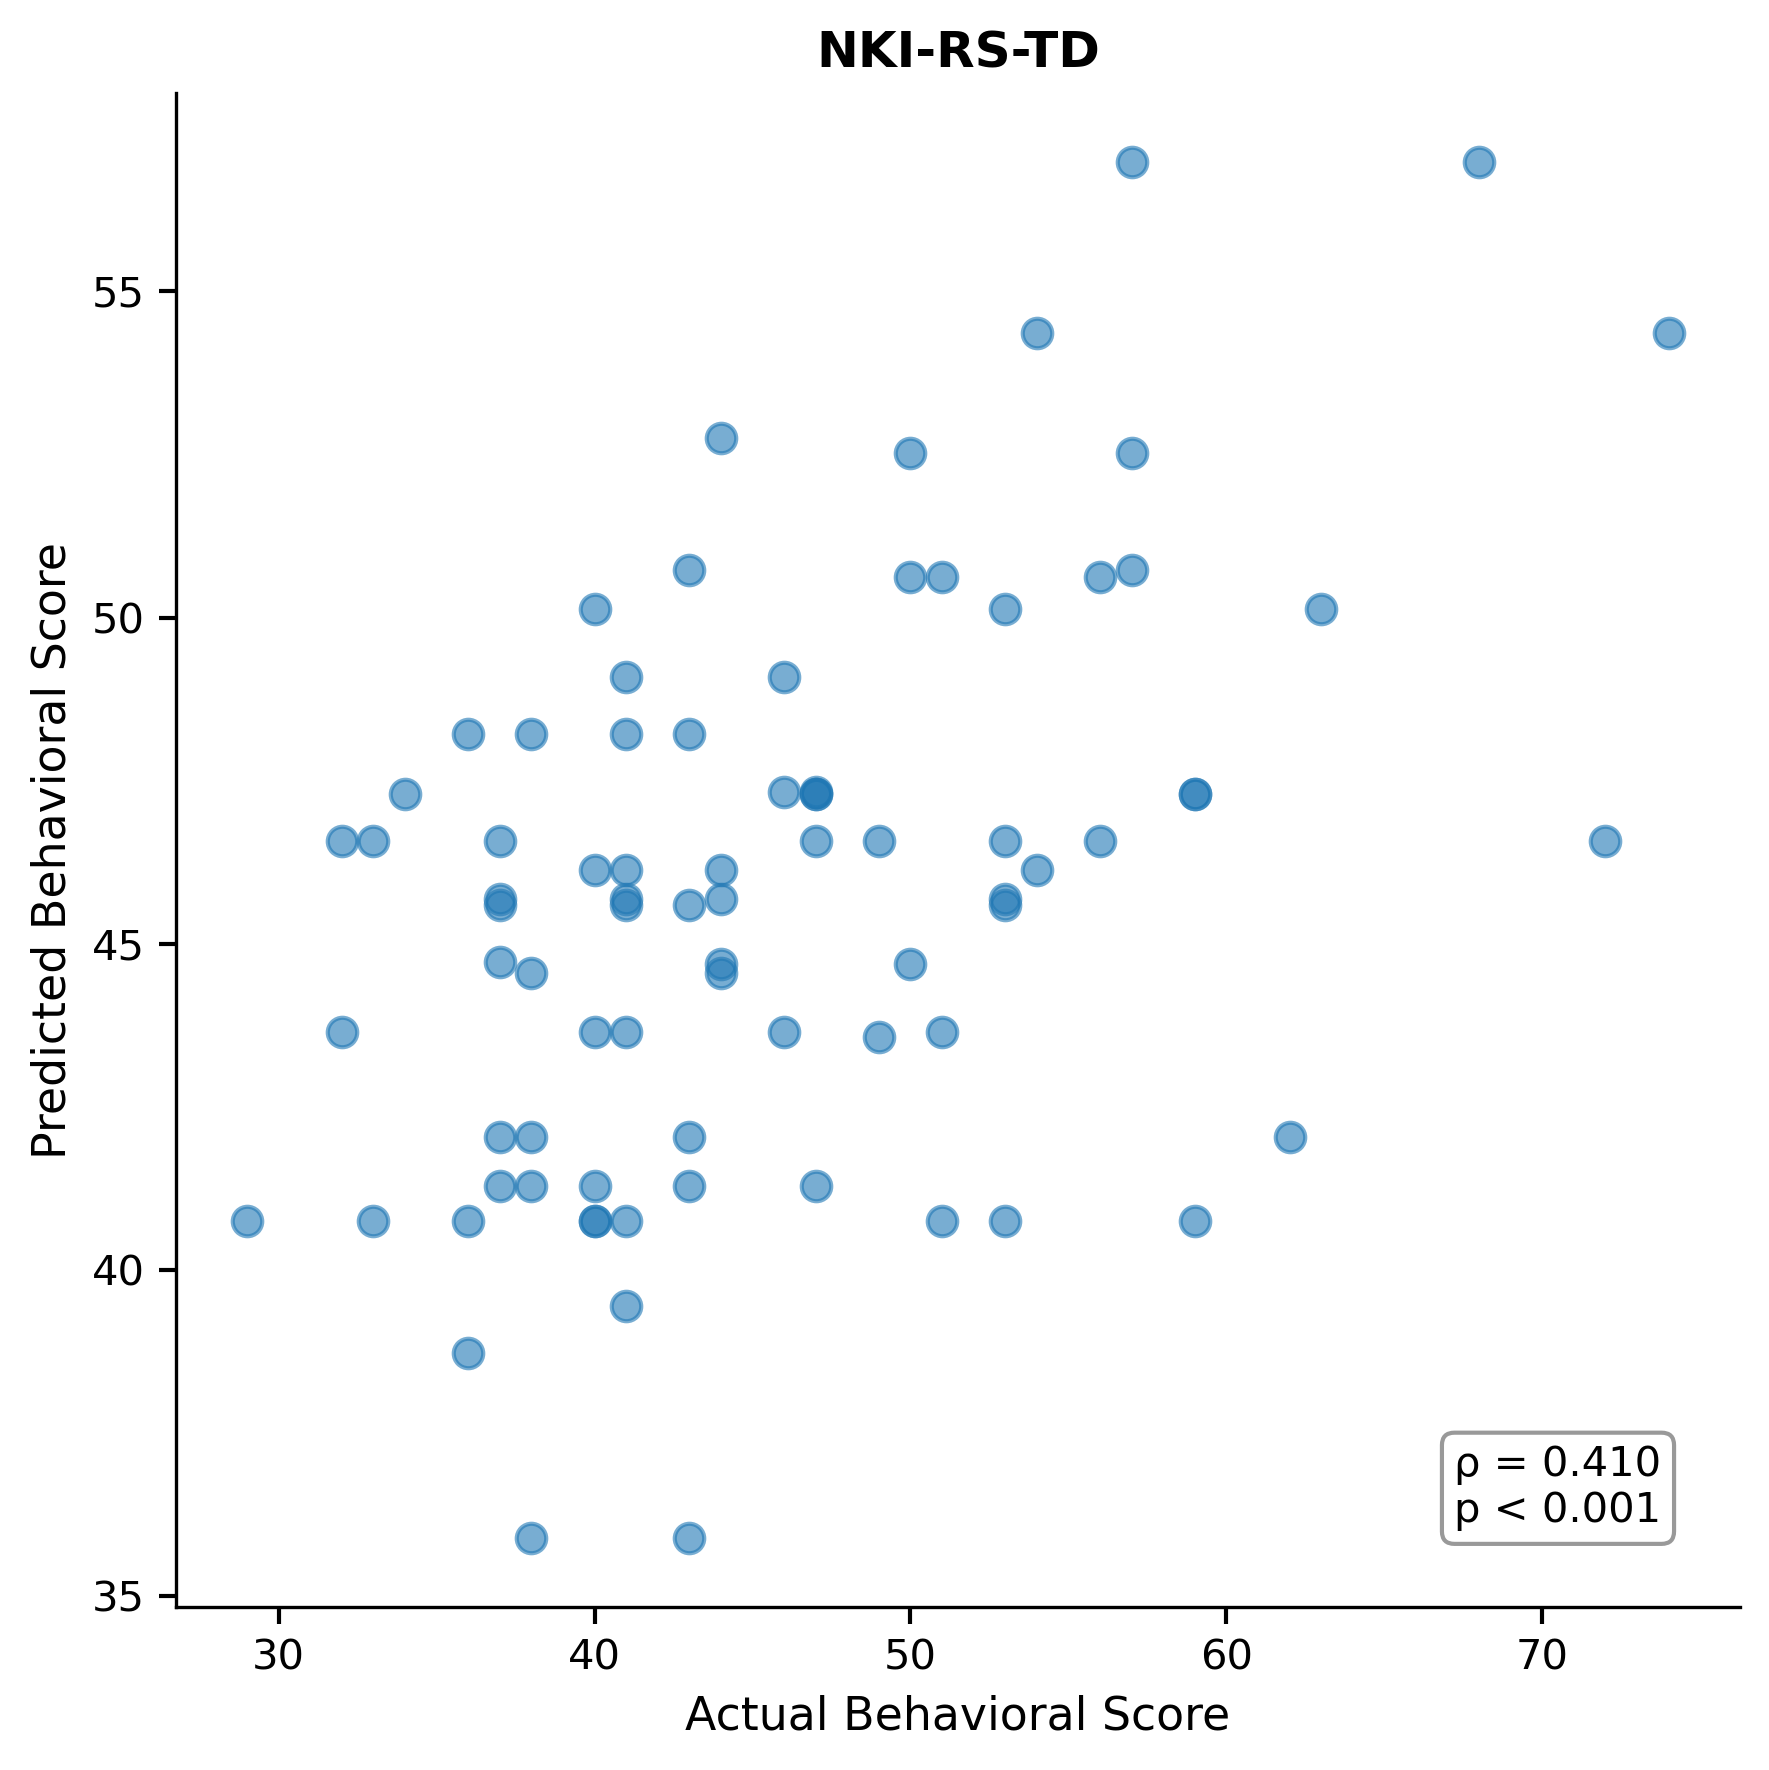 NKI-RS-TD
Predicted Behavioral Score
55
50
45
40
35
30
40
50
60
70
Actual Behavioral Score
ρ = 0.410
p < 0.001